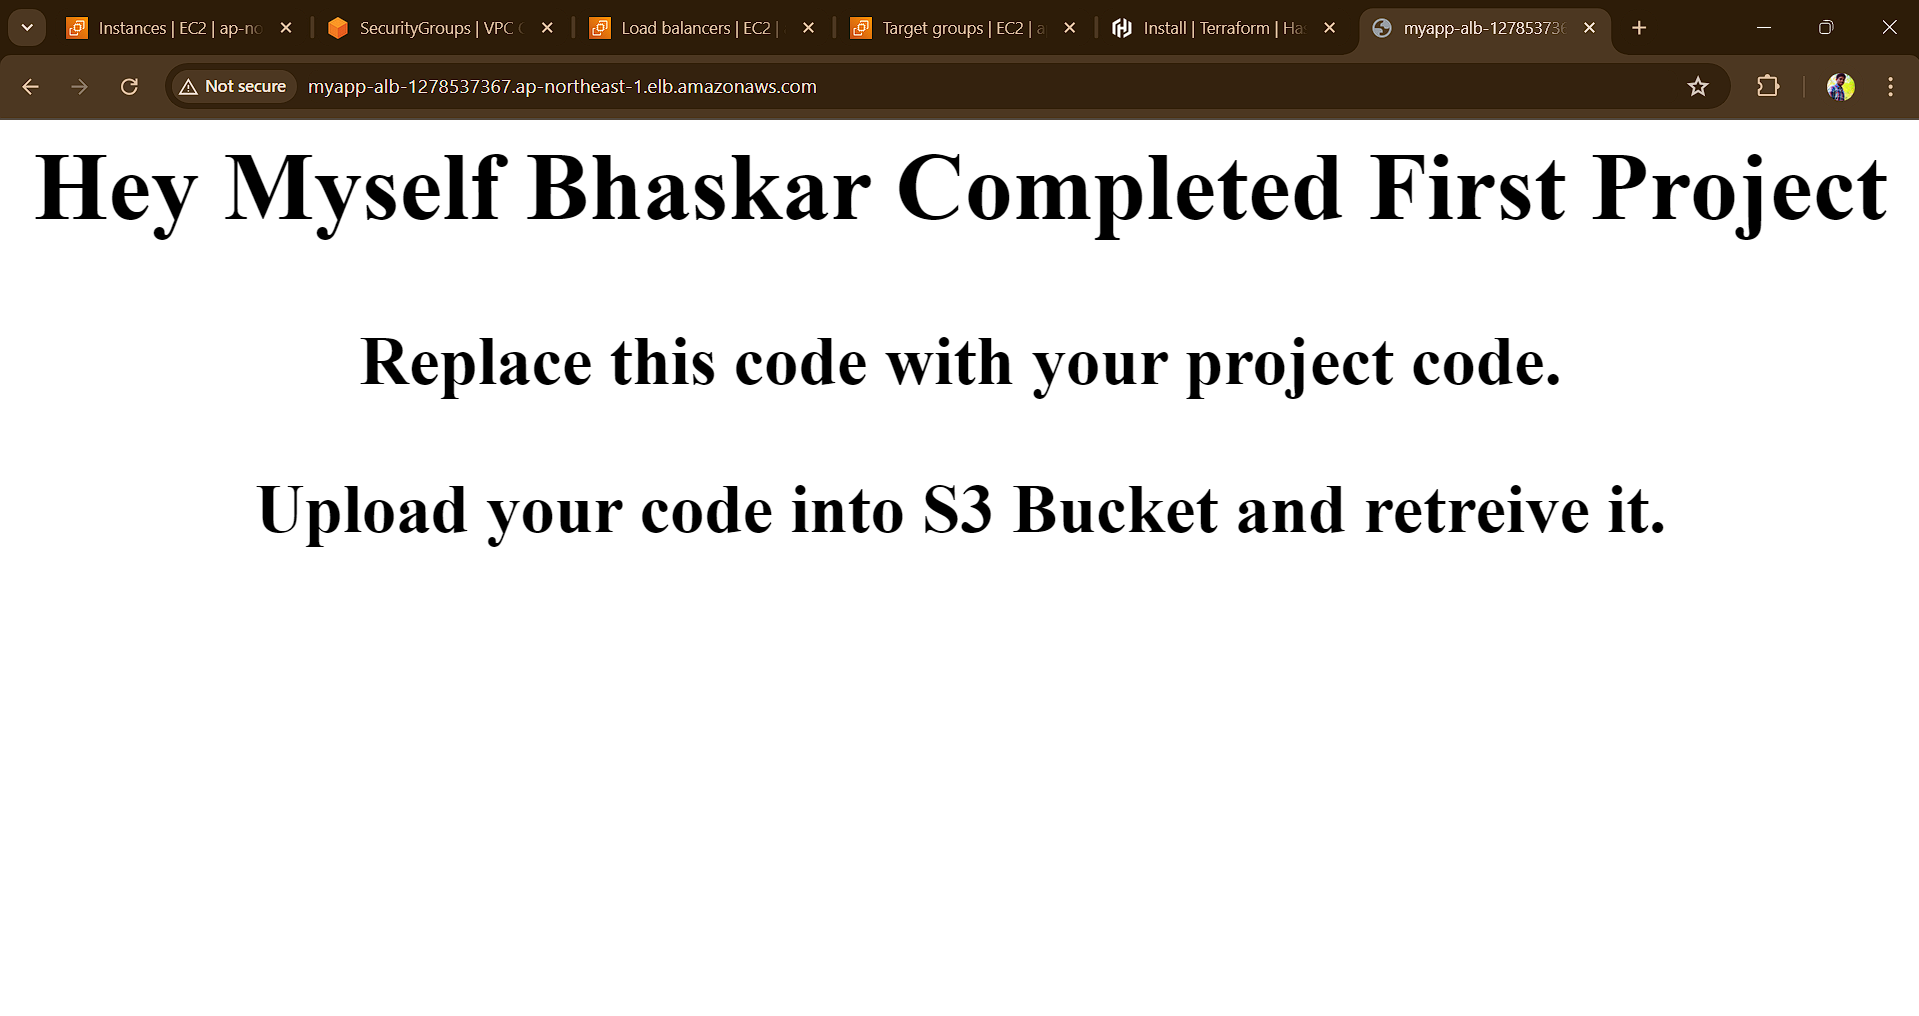 Instances | EC2 | ap-no
SecurityGroups | VPC
Load balancers | EC2 |
Target groups | EC2 | a
Install | Terraform | Ha
myapp-alb-127853736
Not secure
myapp-alb-1278537367.ap-northeast-1.elb.amazonaws.com
Hey Myself Bhaskar Completed First Project
Replace this code with your project code.
Upload your code into S3 Bucket and retreive it.